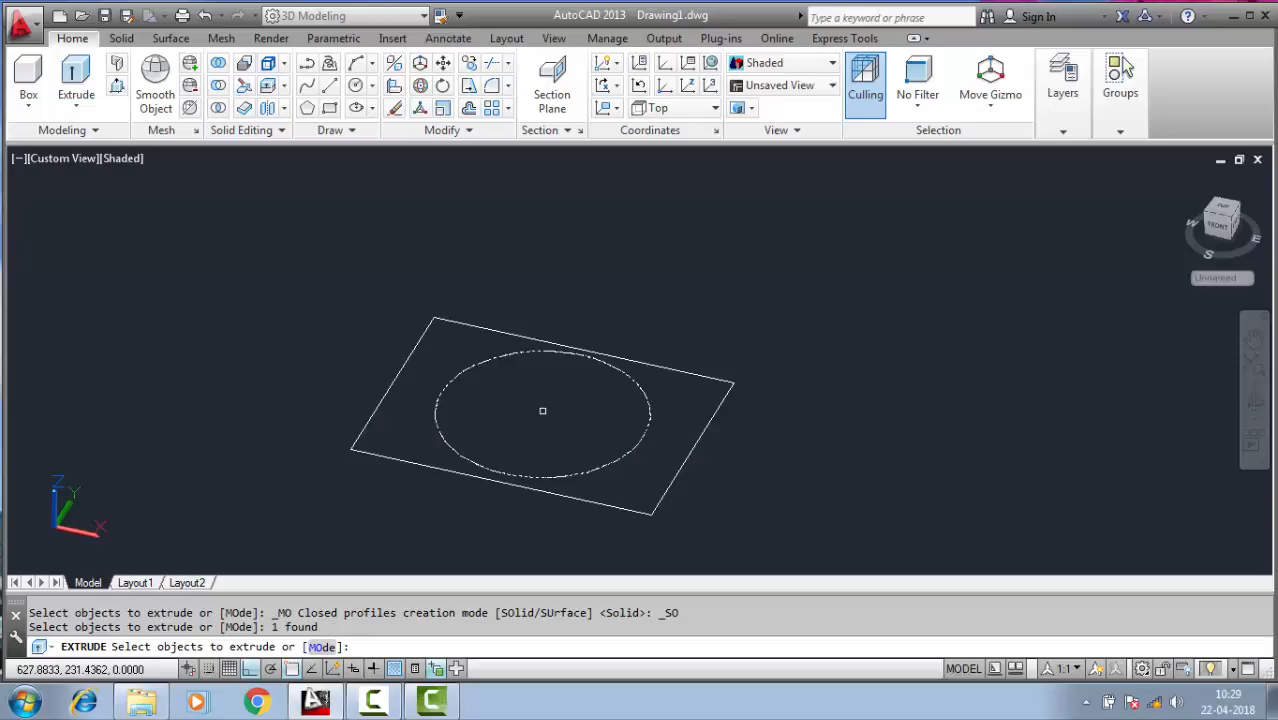 3D Modeling
AutoCAD 2013 Drawing1.dwg
Type a keyword or phrase
Sign In
Home Solid Surface Mesh Render Parametric Insert Annotate Layout View Manage Output Plug-ins Online Express Tools
Box
Extrude
Smooth Object
Section Plane
Shaded
Unsaved View
Top
Culling
No Filter
Move Gizmo
Layers
Groups
Modeling
Mesh
Solid Editing
Draw
Modify
Section
Coordinates
View
Selection
[−][Custom View][Shaded]
TOP
FRONT
W
S
E
Unnamed
Z
Y
X
Model Layout1 Layout2
Select objects to extrude or [MOde]: _MO Closed profiles creation mode [SOlid/SUrface] <Solid>: _SO
Select objects to extrude or [MOde]: 1 found
EXTRUDE Select objects to extrude or [MOde]:
627.8833, 231.4362, 0.0000
MODEL
1:1
10:29
22-04-2018